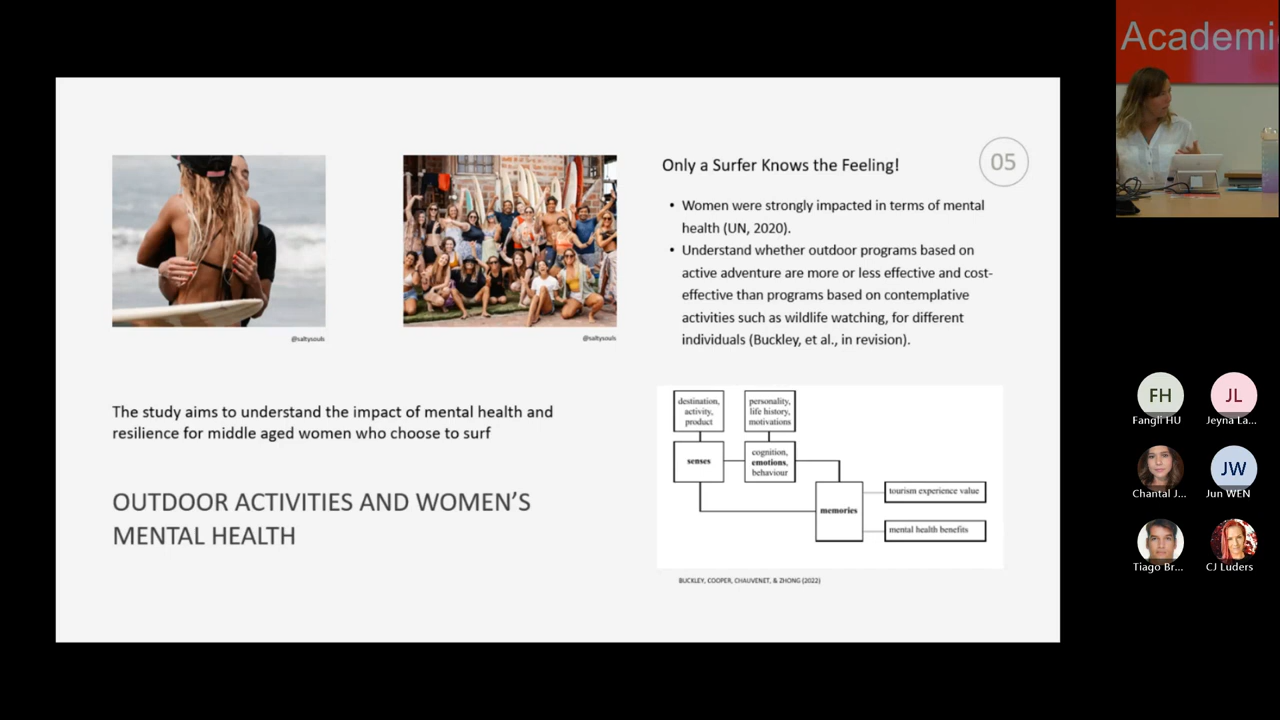 Academi
05
Only a Surfer Knows the Feeling!
• Women were strongly impacted in terms of mental
health (UN, 2020).
• Understand whether outdoor programs based on
active adventure are more or less effective and cost-
effective than programs based on contemplative
activities such as wildlife watching, for different
individuals (Buckley, et al., in revision).
@saltysouls
@saltysouls
The study aims to understand the impact of mental health and
resilience for middle aged women who choose to surf
OUTDOOR ACTIVITIES AND WOMEN’S
MENTAL HEALTH
destination,
activity,
product
personality,
life history,
motivations
senses
cognition,
emotions,
behaviour
memories
tourism experience value
mental health benefits
BUCKLEY, COOPER, CHAUVENET, & ZHONG (2022)
FH
Fangli HU
JL
Jeyna La...
Chantal J...
JW
Jun WEN
Tiago Br...
CJ Luders